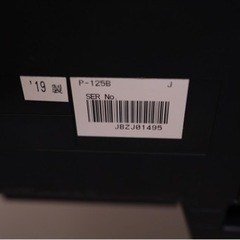 '19 製
P-125B J
SER No.
JBZJ01495